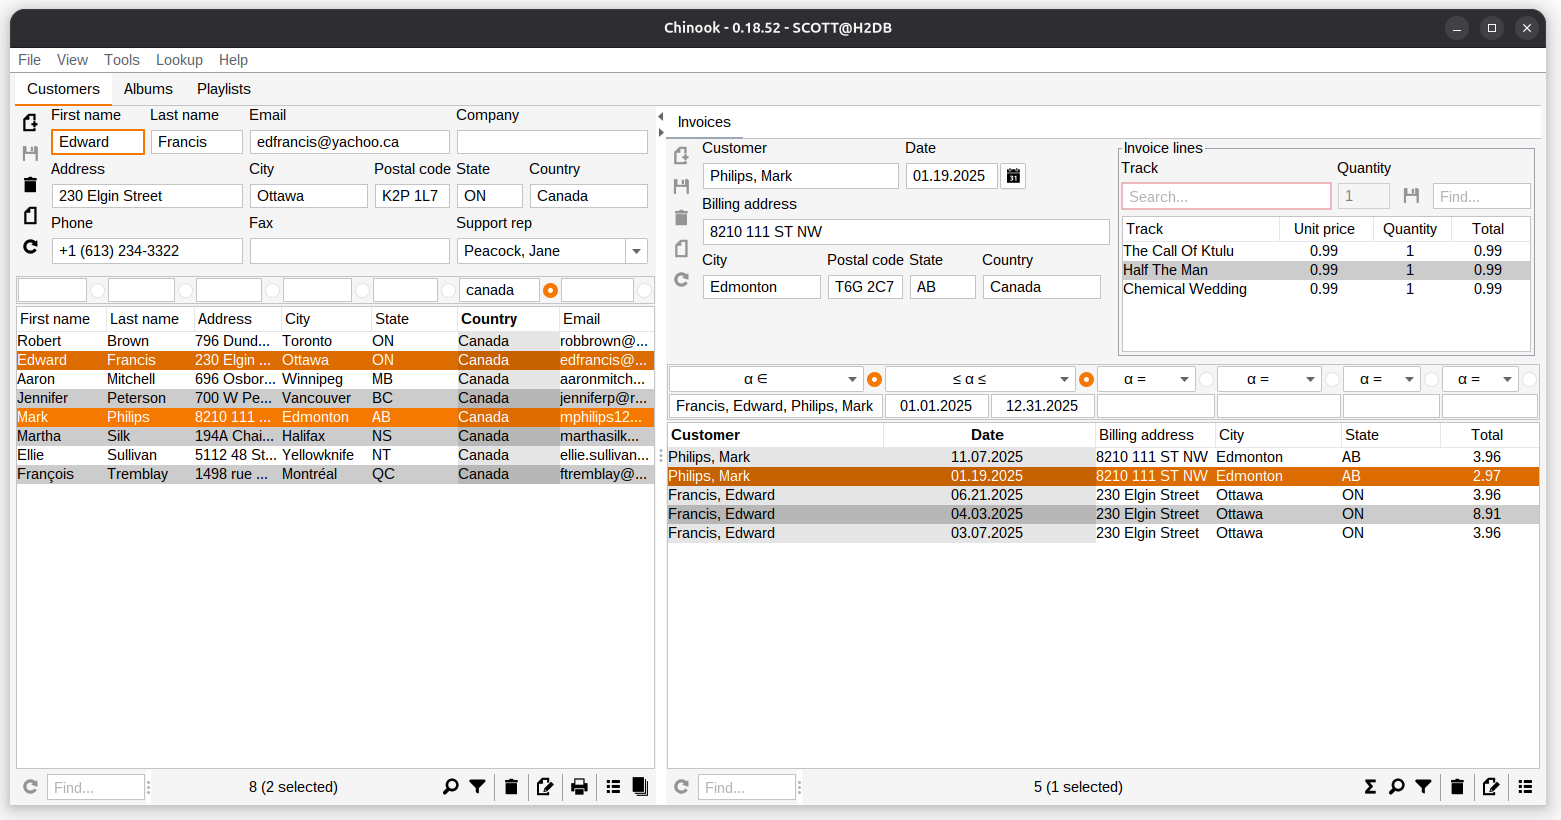 Chinook - 0.18.52 - SCOTT@H2DB
File View Tools Lookup Help
Customers Albums Playlists
First name Last name Email Company
Edward Francis edfrancis@yachoo.ca
Address City Postal code State Country
230 Elgin Street Ottawa K2P 1L7 ON Canada
Phone Fax Support rep
+1 (613) 234-3322 Peacock, Jane
canada
First name Last name Address City State Country Email
Robert Brown 796 Dund... Toronto ON Canada robbrown@...
Edward Francis 230 Elgin ... Ottawa ON Canada edfrancis@...
Aaron Mitchell 696 Osbor... Winnipeg MB Canada aaronmitch...
Jennifer Peterson 700 W Pe... Vancouver BC Canada jenniferp@r...
Mark Philips 8210 111 ... Edmonton AB Canada mphilips12...
Martha Silk 194A Chai... Halifax NS Canada marthasilk...
Ellie Sullivan 5112 48 St... Yellowknife NT Canada ellie.sullivan...
François Tremblay 1498 rue ... Montréal QC Canada ftremblay@...
Find... 8 (2 selected)
Invoices
Customer Date
Philips, Mark 01.19.2025 31
Billing address
8210 111 ST NW
City Postal code State Country
Edmonton T6G 2C7 AB Canada
Invoice lines
Track Quantity
Search... 1 Find...
Track Unit price Quantity Total
The Call Of Ktulu 0.99 1 0.99
Half The Man 0.99 1 0.99
Chemical Wedding 0.99 1 0.99
α ∈ ≤ α ≤ α = α = α = α =
Francis, Edward, Philips, Mark 01.01.2025 12.31.2025
Customer Date Billing address City State Total
Philips, Mark 11.07.2025 8210 111 ST NW Edmonton AB 3.96
Philips, Mark 01.19.2025 8210 111 ST NW Edmonton AB 2.97
Francis, Edward 06.21.2025 230 Elgin Street Ottawa ON 3.96
Francis, Edward 04.03.2025 230 Elgin Street Ottawa ON 8.91
Francis, Edward 03.07.2025 230 Elgin Street Ottawa ON 3.96
Find... 5 (1 selected) Σ